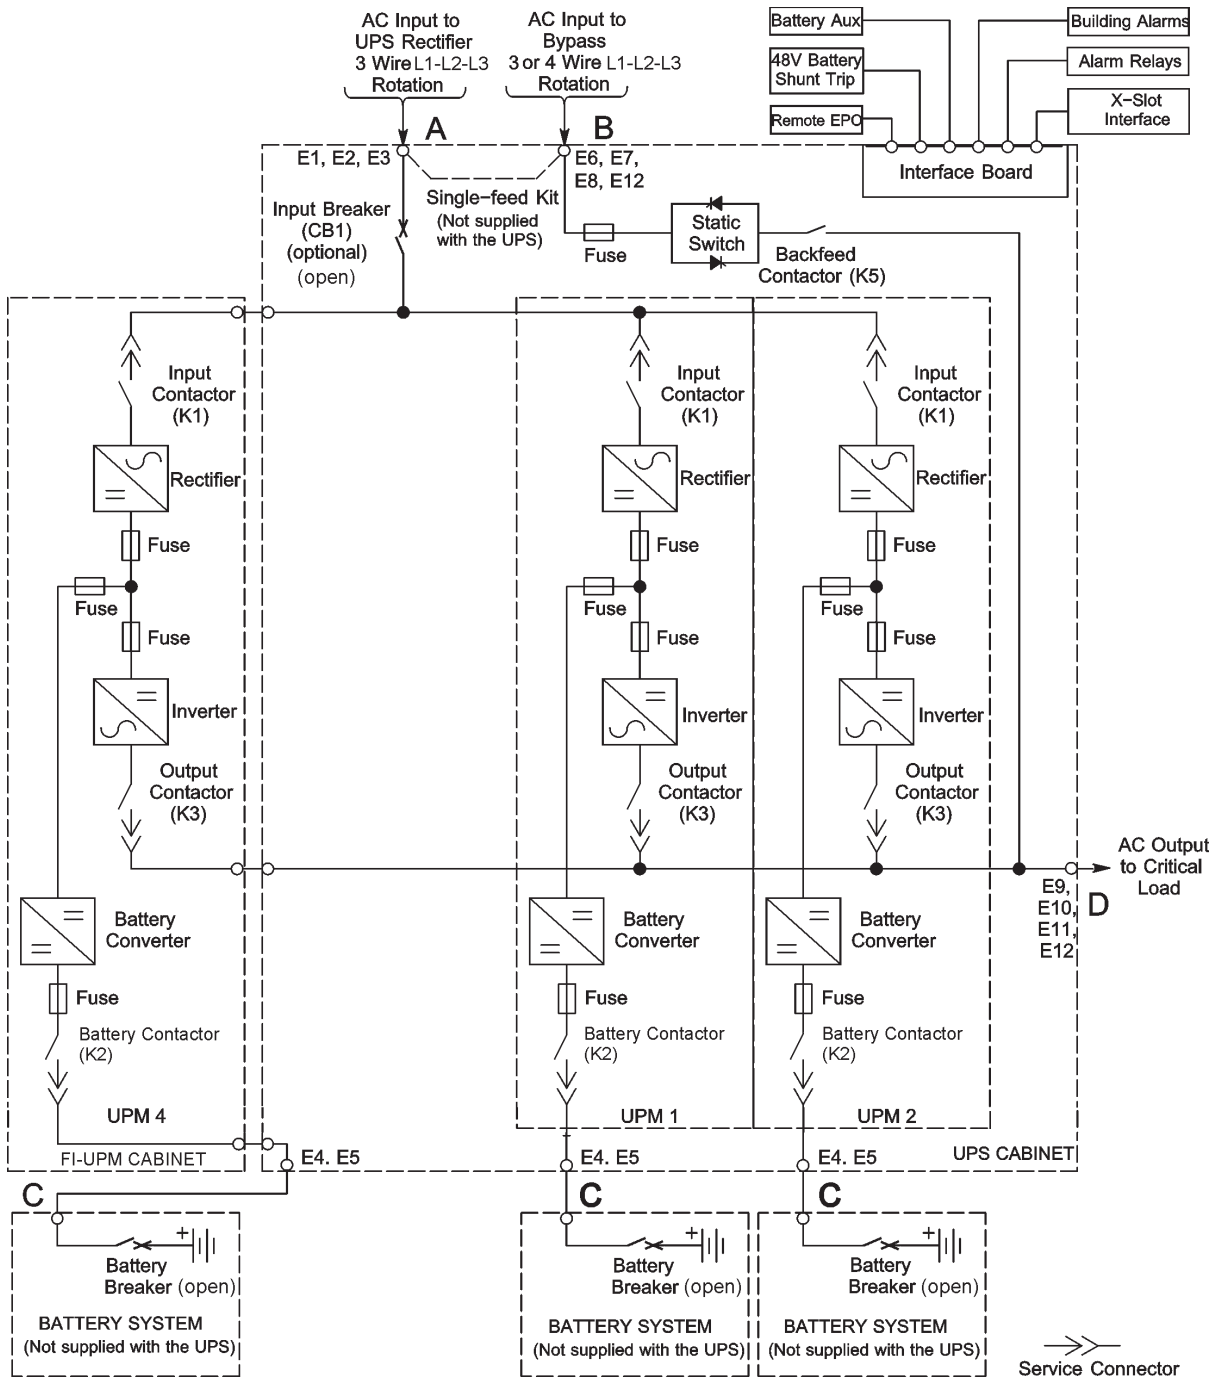 AC Input to
UPS Rectifier
3 Wire L1-L2-L3
Rotation
AC Input to
Bypass
3 or 4 Wire L1-L2-L3
Rotation
Battery Aux
48V Battery
Shunt Trip
Remote EPO
Building Alarms
Alarm Relays
X-Slot
Interface
Interface Board
A
B
E1, E2, E3
E6, E7,
E8, E12
Single-feed Kit
(Not supplied
with the UPS)
Input Breaker
(CB1)
(optional)
(open)
Fuse
Static
Switch
Backfeed
Contactor (K5)
Input
Contactor
(K1)
Rectifier
Fuse
Fuse
Fuse
Inverter
Output
Contactor
(K3)
Battery
Converter
Fuse
Battery Contactor
(K2)
UPM 4
FI-UPM CABINET
Input
Contactor
(K1)
Rectifier
Fuse
Fuse
Fuse
Inverter
Output
Contactor
(K3)
Battery
Converter
Fuse
Battery Contactor
(K2)
UPM 1
Input
Contactor
(K1)
Rectifier
Fuse
Fuse
Fuse
Inverter
Output
Contactor
(K3)
Battery
Converter
Fuse
Battery Contactor
(K2)
UPM 2
AC Output
to Critical
Load
E9,
E10,
E11,
E12
D
UPS CABINET
E4. E5
E4. E5
E4. E5
C
C
C
+
Battery
Breaker (open)
BATTERY SYSTEM
(Not supplied with the UPS)
+
Battery
Breaker (open)
BATTERY SYSTEM
(Not supplied with the UPS)
+
Battery
Breaker (open)
BATTERY SYSTEM
(Not supplied with the UPS)
Service Connector